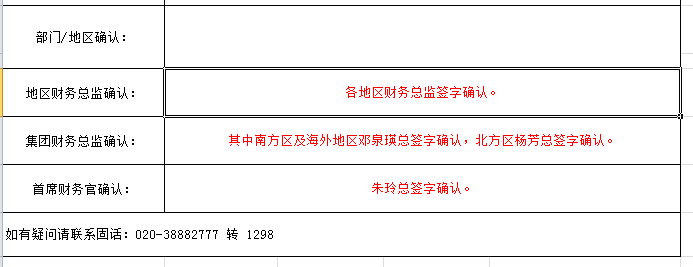 部门/地区确认：
地区财务总监确认： 各地区财务总监签字确认。
集团财务总监确认： 其中南方区及海外地区邓泉瑛总签字确认，北方区杨芳总签字确认。
首席财务官确认： 朱玲总签字确认。
如有疑问请联系固话：020-38882777 转 1298